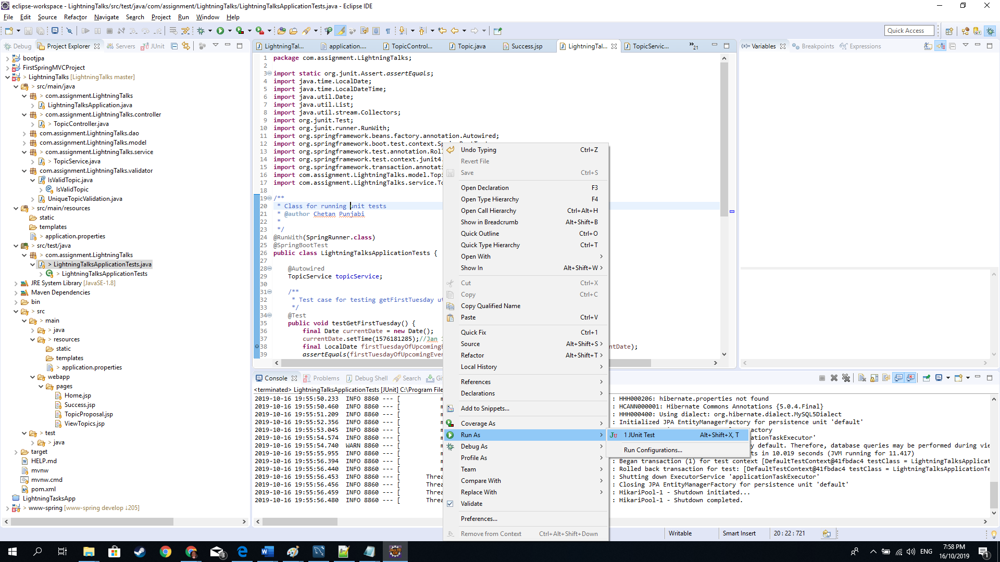 eclipse-workspace - LightningTalks/src/test/java/com/assignment/LightningTalks/LightningTalksApplicationTests.java - Eclipse IDE
File Edit Source Refactor Navigate Search Project Run Window Help
Quick Access
Debug Project Explorer Servers JUnit
bootjpa
FirstSpringMVCProject
> LightningTalks [LightningTalks master]
> src/main/java
> com.assignment.LightningTalks
LightningTalksApplication.java
> com.assignment.LightningTalks.controller
> TopicController.java
com.assignment.LightningTalks.dao
com.assignment.LightningTalks.model
> com.assignment.LightningTalks.service
> TopicService.java
com.assignment.LightningTalks.validator
IsValidTopic.java
IsValidTopic
UniqueTopicValidation.java
> src/main/resources
static
templates
> application.properties
> src/test/java
> com.assignment.LightningTalks
> LightningTalksApplicationTests.java
> LightningTalksApplicationTests
JRE System Library [JavaSE-1.8]
Maven Dependencies
bin
> src
> main
> java
> resources
static
templates
> application.properties
webapp
pages
Home.jsp
Success.jsp
TopicProposal.jsp
ViewTopics.jsp
> test
> java
target
HELP.md
mvnw
mvnw.cmd
pom.xml
LightningTasksApp
> www-spring [www-spring develop ↓205]
LightningTal... application.... TopicControl... Topic.java Success.jsp LightningTal... TopicServic... »21
1 package com.assignment.LightningTalks;
2
3 import static org.junit.Assert.assertEquals;
4 import java.time.LocalDate;
5 import java.time.LocalDateTime;
6 import java.util.Date;
7 import java.util.List;
8 import java.util.stream.Collectors;
9 import org.junit.Test;
10 import org.junit.runner.RunWith;
11 import org.springframework.beans.factory.annotation.Autowired;
12 import org.springframework.boot.test.context.SpringBootTest;
13 import org.springframework.test.annotation.Roll
14 import org.springframework.test.context.junit4.
15 import org.springframework.transaction.annotati
16 import com.assignment.LightningTalks.model.Topi
17 import com.assignment.LightningTalks.service.To
18
19 /**
20 * Class for running unit tests
21 * @author Chetan Punjabi
22 *
23 */
24 @RunWith(SpringRunner.class)
25 @SpringBootTest
26 public class LightningTalksApplicationTests {
27
28 @Autowired
29 TopicService topicService;
30
31 /**
32 * Test case for testing getFirstTuesday ut
33 */
34 @Test
35 public void testGetFirstTuesday() {
36 final Date currentDate = new Date();
37 currentDate.setTime(1576181285);//Jan
38 final LocalDate firstTuesdayOfUpcomingEve ntDate);
39 assertEquals(firstTuesdayOfUpcomingEver
Undo Typing Ctrl+Z
Revert File
Save Ctrl+S
Open Declaration F3
Open Type Hierarchy F4
Open Call Hierarchy Ctrl+Alt+H
Show in Breadcrumb Alt+Shift+B
Quick Outline Ctrl+O
Quick Type Hierarchy Ctrl+T
Open With
Show In Alt+Shift+W
Cut Ctrl+X
Copy Ctrl+C
Copy Qualified Name
Paste Ctrl+V
Quick Fix Ctrl+1
Source Alt+Shift+S
Refactor Alt+Shift+T
Local History
References
Declarations
Add to Snippets...
Coverage As
Run As
Debug As
Profile As
Team
Compare With
Replace With
Validate
Preferences...
Remove from Context Ctrl+Alt+Shift+Down
1 JUnit Test Alt+Shift+X, T
Run Configurations...
(x)= Variables Breakpoints Expressions
Console Problems Debug Shell Search Gi
<terminated> LightningTalksApplicationTests [JUnit] C:\Program File
2019-10-16 19:55:50.233 INFO 8860 --- [ m : HHH000206: hibernate.properties not found
2019-10-16 19:55:50.460 INFO 8860 --- [ m : HCANN000001: Hibernate Commons Annotations {5.0.4.Final}
2019-10-16 19:55:51.209 INFO 8860 --- [ m : HHH000400: Using dialect: org.hibernate.dialect.MySQL5Dialect
2019-10-16 19:55:52.356 INFO 8860 --- [ m : Initialized JPA EntityManagerFactory for persistence unit 'default'
2019-10-16 19:55:53.045 INFO 8860 --- [ m actory
2019-10-16 19:55:54.574 INFO 8860 --- [ m ationTaskExecutor'
2019-10-16 19:55:54.740 WARN 8860 --- [ m y default. Therefore, database queries may be performed during vie
2019-10-16 19:55:55.955 INFO 8860 --- [ m ts in 10.019 seconds (JVM running for 11.417)
2019-10-16 19:55:56.394 INFO 8860 --- [ m : Began transaction (1) for test context [DefaultTestContext@41fbdac4 testClass = LightningTalksApplicat
2019-10-16 19:55:56.440 INFO 8860 --- [ m : Rolled back transaction for test: [DefaultTestContext@41fbdac4 testClass = LightningTalksApplicationTe
2019-10-16 19:55:56.453 INFO 8860 --- [ Threa : Shutting down ExecutorService 'applicationTaskExecutor'
2019-10-16 19:55:56.456 INFO 8860 --- [ Threa : Closing JPA EntityManagerFactory for persistence unit 'default'
2019-10-16 19:55:56.459 INFO 8860 --- [ Threa : HikariPool-1 - Shutdown initiated...
2019-10-16 19:55:56.480 INFO 8860 --- [ Threa : HikariPool-1 - Shutdown completed.
Writable Smart Insert 20 : 22 : 721
ENG 7:58 PM
16/10/2019